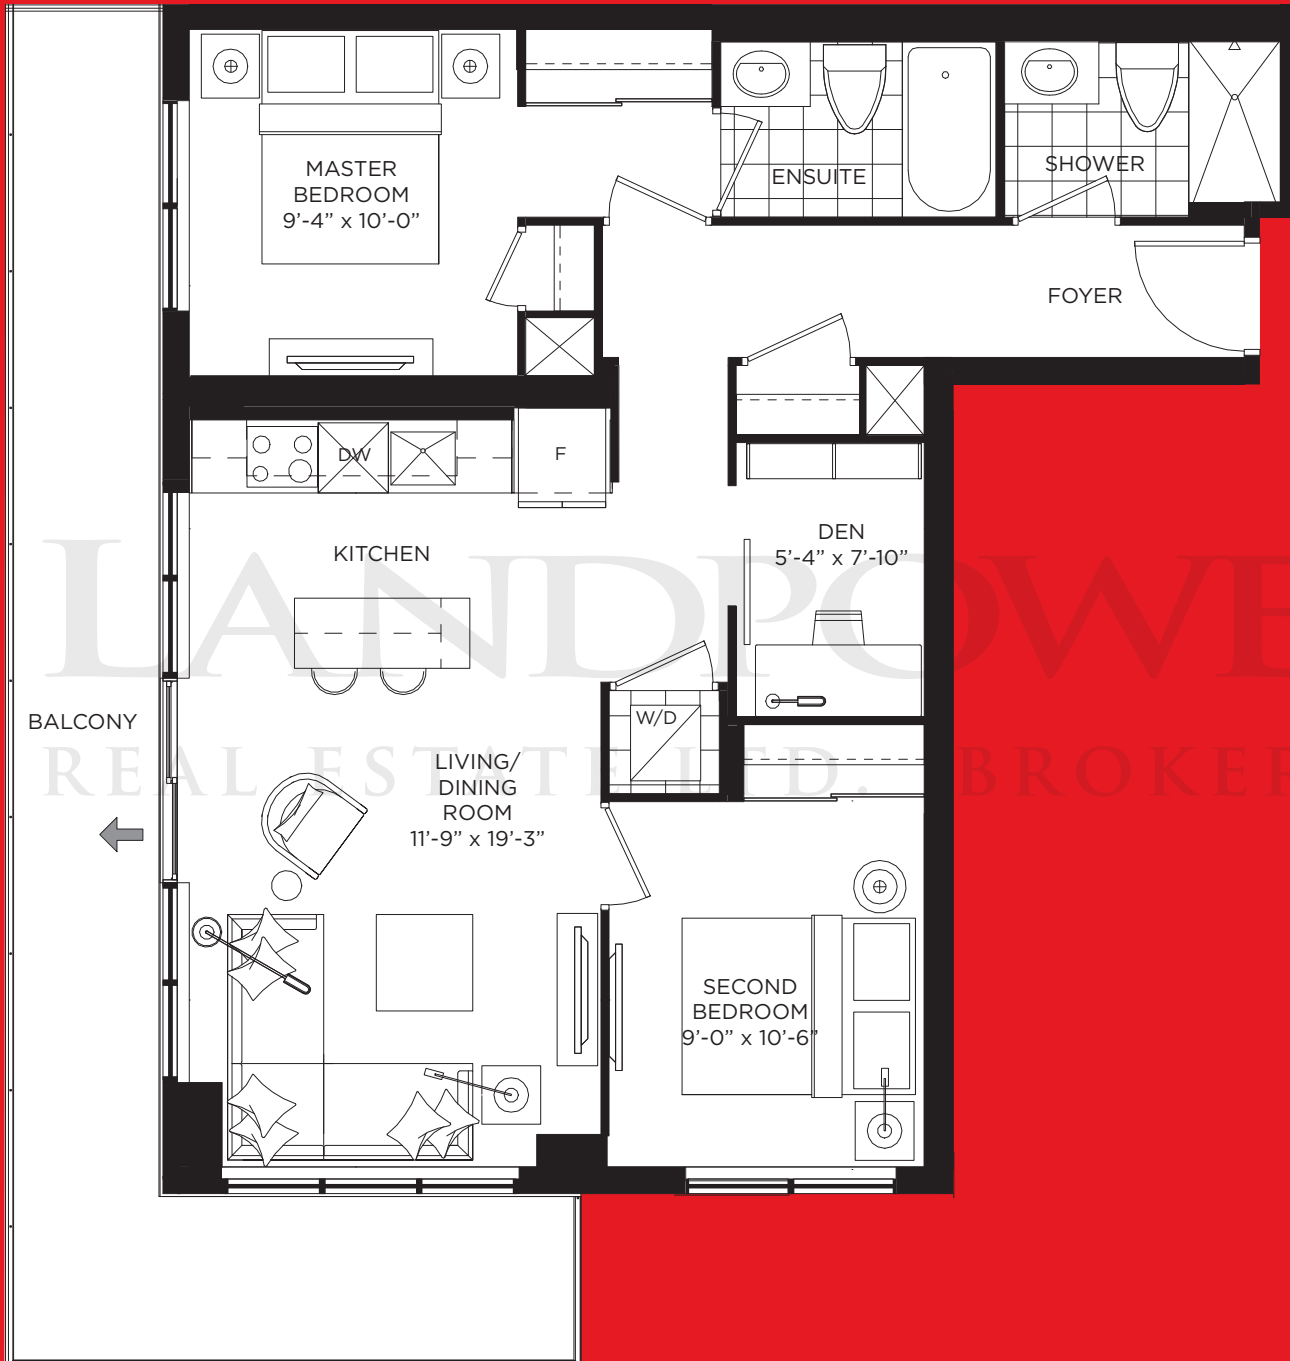 MASTER
BEDROOM
9’-4” x 10’-0”
ENSUITE
SHOWER
FOYER
DW
F
KITCHEN
DEN
5’-4” x 7’-10”
LANDPOWE
BALCONY
W/D
REAL ESTATE LTD. BROKER
LIVING/
DINING
ROOM
11’-9” x 19’-3”
SECOND
BEDROOM
9’-0” x 10’-6”